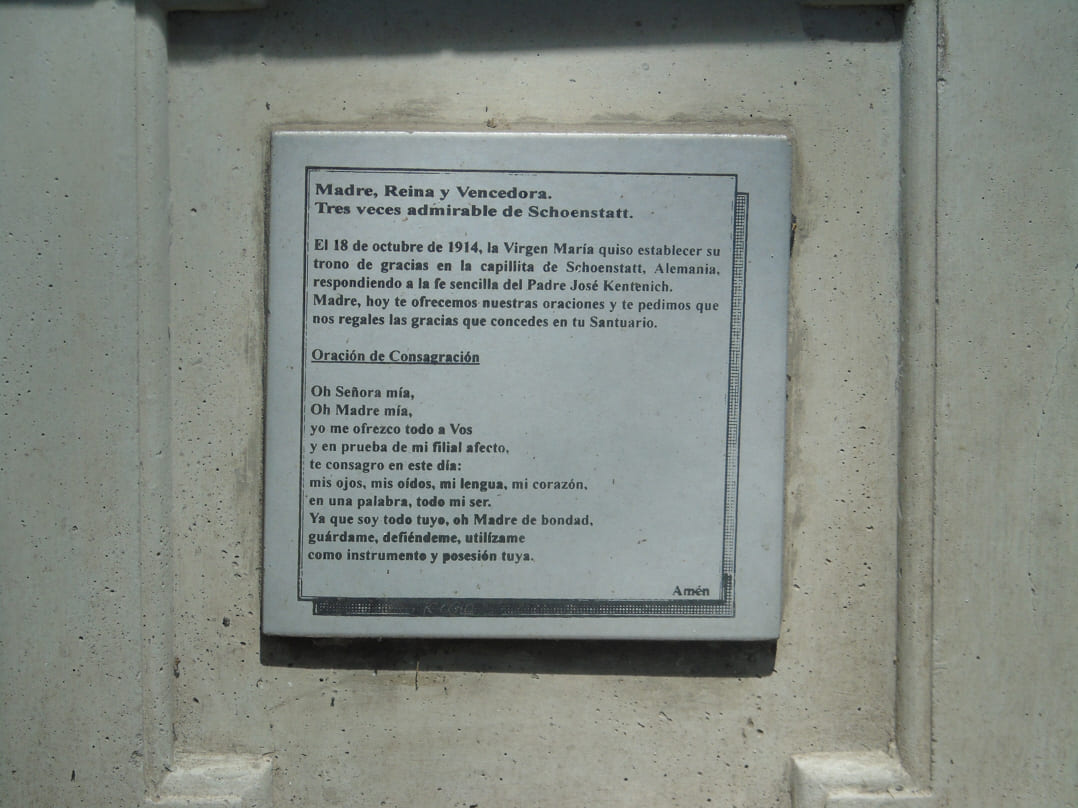 Madre, Reina y Vencedora.
Tres veces admirable de Schoenstatt.
El 18 de octubre de 1914, la Virgen María quiso establecer su
trono de gracias en la capillita de Schoenstatt, Alemania,
respondiendo a la fe sencilla del Padre José Kentenich.
Madre, hoy te ofrecemos nuestras oraciones y te pedimos que
nos regales las gracias que concedes en tu Santuario.
Oración de Consagración
Oh Señora mía,
Oh Madre mía,
yo me ofrezco todo a Vos
y en prueba de mi filial afecto,
te consagro en este día:
mis ojos, mis oídos, mi lengua, mi corazón,
en una palabra, todo mi ser.
Ya que soy todo tuyo, oh Madre de bondad,
guárdame, defiéndeme, utilízame
como instrumento y posesión tuya.
Amén